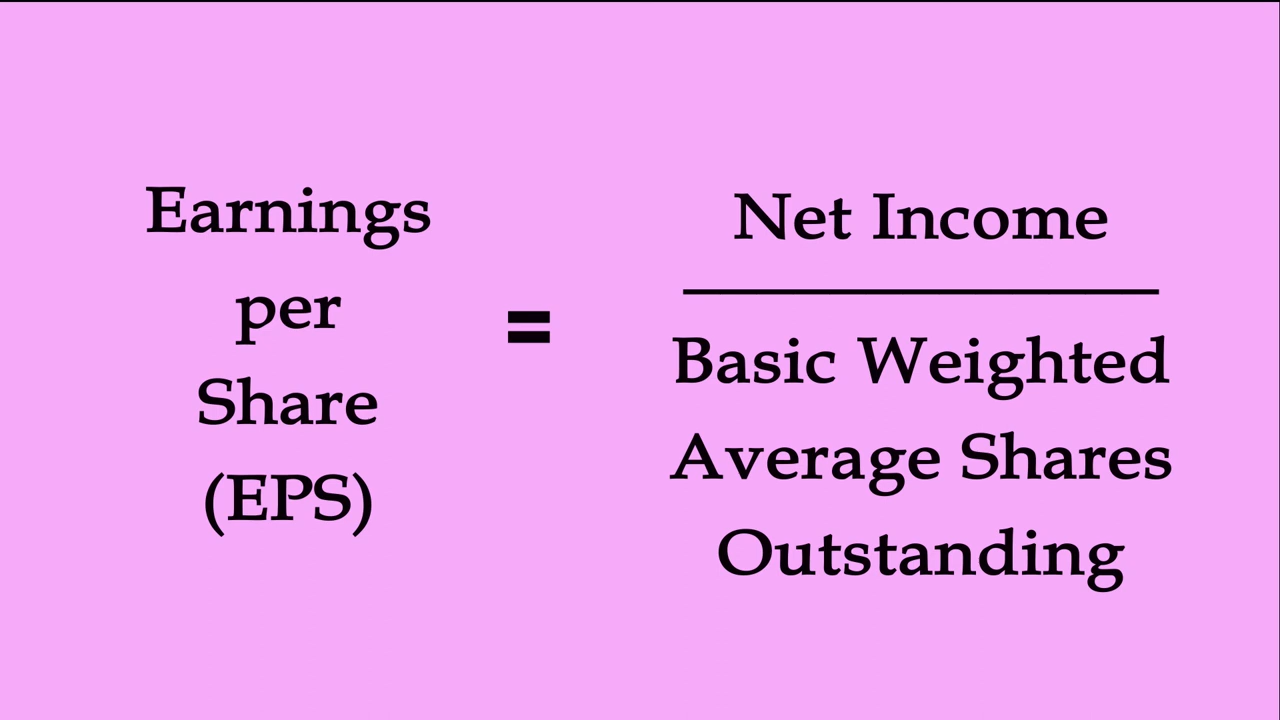 Earnings
per
Share
(EPS)
=
Net Income
Basic Weighted
Average Shares
Outstanding